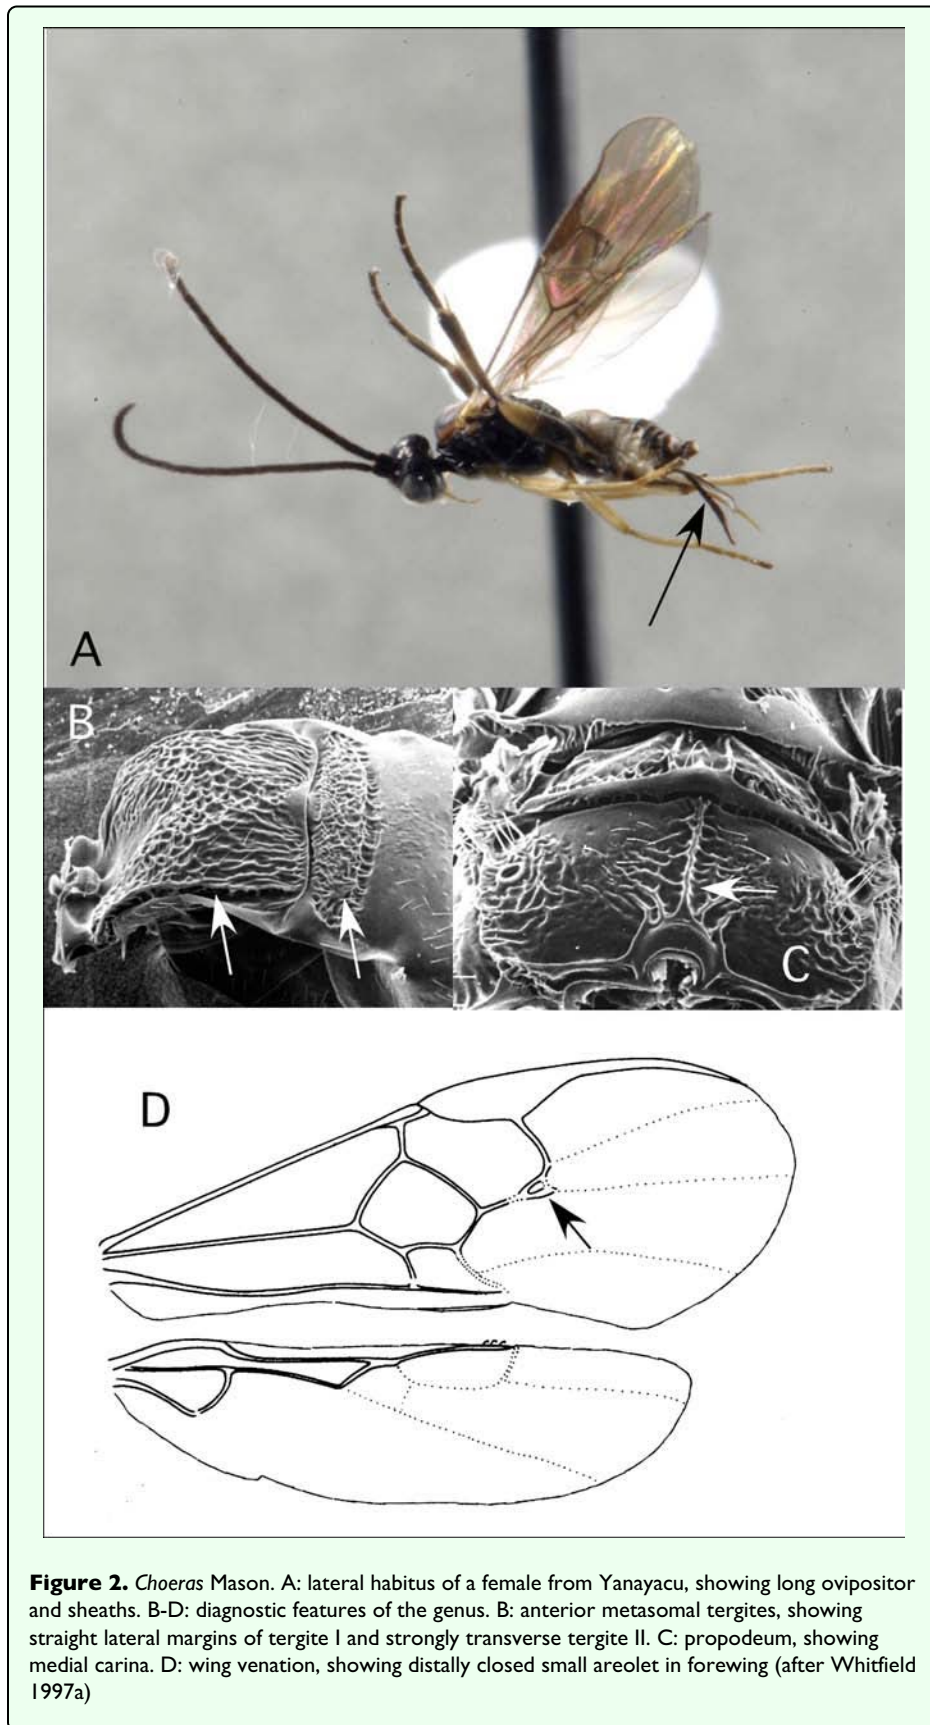 A
B
C
D
Figure 2. Choeras Mason. A: lateral habitus of a female from Yanayacu, showing long ovipositor
and sheaths. B-D: diagnostic features of the genus. B: anterior metasomal tergites, showing
straight lateral margins of tergite I and strongly transverse tergite II. C: propodeum, showing
medial carina. D: wing venation, showing distally closed small areolet in forewing (after Whitfield
1997a)